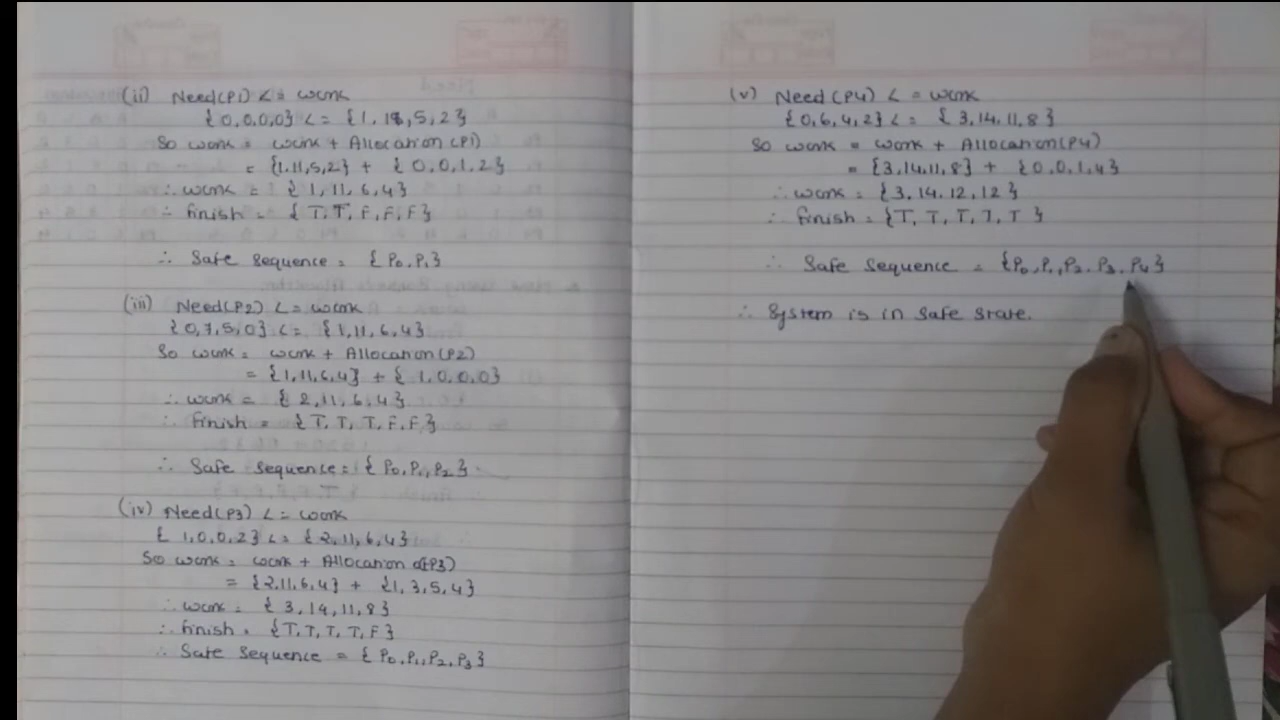 (ii) Need(P1) <= work
{0,0,0,0} <= {1,11,5,2}
So work = work + Allocation (P1)
= {1,11,5,2} + {0,0,1,2}
∴ work = {1,11,6,4}
∴ finish = {T,T,F,F,F}
∴ Safe sequence = {P0,P1}
(iii) Need(P2) <= work
{0,7,5,0} <= {1,11,6,4}
So work = work + Allocation (P2)
= {1,11,6,4} + {1,0,0,0}
∴ work = {2,11,6,4}
∴ finish = {T,T,T,F,F}
∴ Safe sequence = {P0,P1,P2}
(iv) Need(P3) <= work
{1,0,0,2} <= {2,11,6,4}
So work = work + Allocation (P3)
= {2,11,6,4} + {1,3,5,4}
∴ work = {3,14,11,8}
∴ finish = {T,T,T,T,F}
∴ Safe sequence = {P0,P1,P2,P3}
(v) Need (P4) <= work
{0,6,4,2} <= {3,14,11,8}
So work = work + Allocation (P4)
= {3,14,11,8} + {0,0,1,4}
∴ work = {3,14,12,12}
∴ finish = {T,T,T,T,T}
∴ Safe sequence = {P0,P1,P2,P3,P4}
∴ System is in safe state.